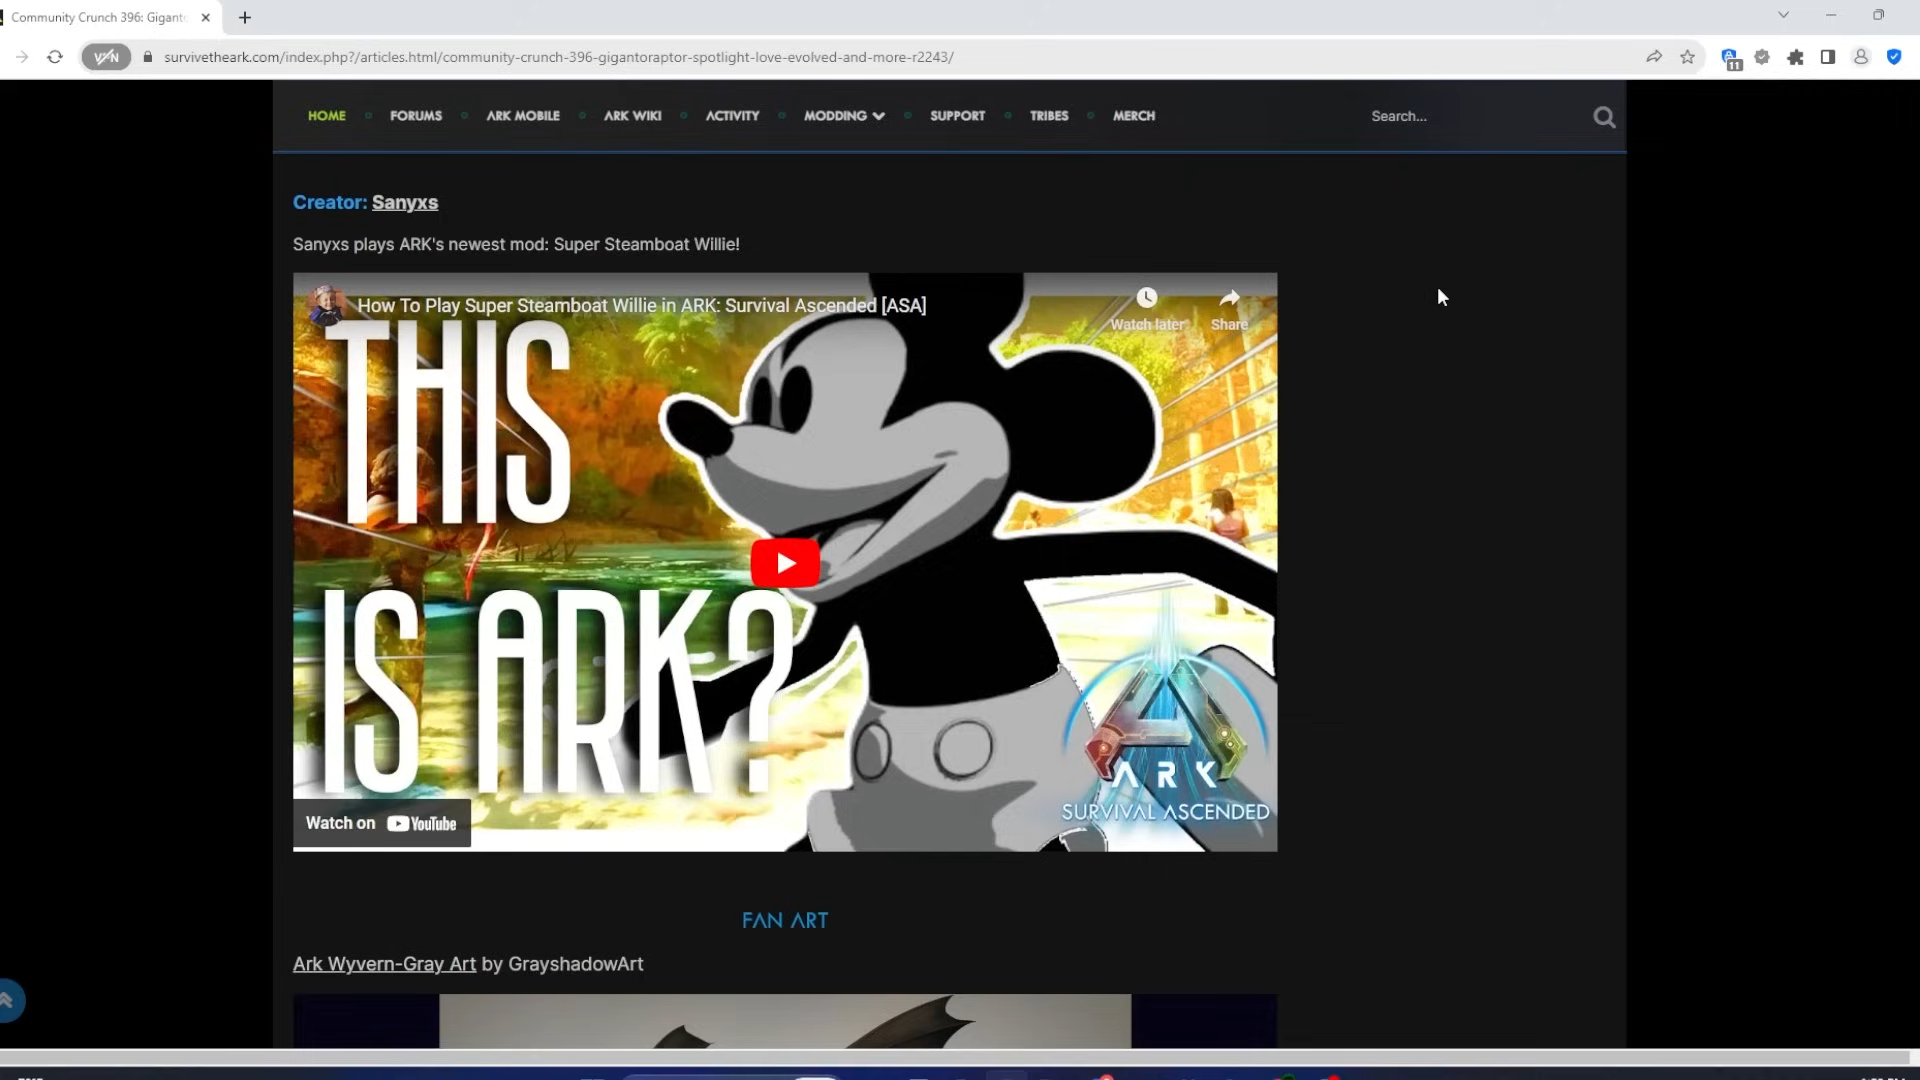 Community Crunch 396: Giganto
VPN
survivetheark.com/index.php?/articles.html/community-crunch-396-gigantoraptor-spotlight-love-evolved-and-more-r2243/
11
HOME FORUMS ARK MOBILE ARK WIKI ACTIVITY MODDING SUPPORT TRIBES MERCH Search...
Creator: Sanyxs
Sanyxs plays ARK's newest mod: Super Steamboat Willie!
How To Play Super Steamboat Willie in ARK: Survival Ascended [ASA]
Watch later Share
THIS
IS ARK?
ARK
SURVIVAL ASCENDED
Watch on YouTube
FAN ART
Ark Wyvern-Gray Art by GrayshadowArt